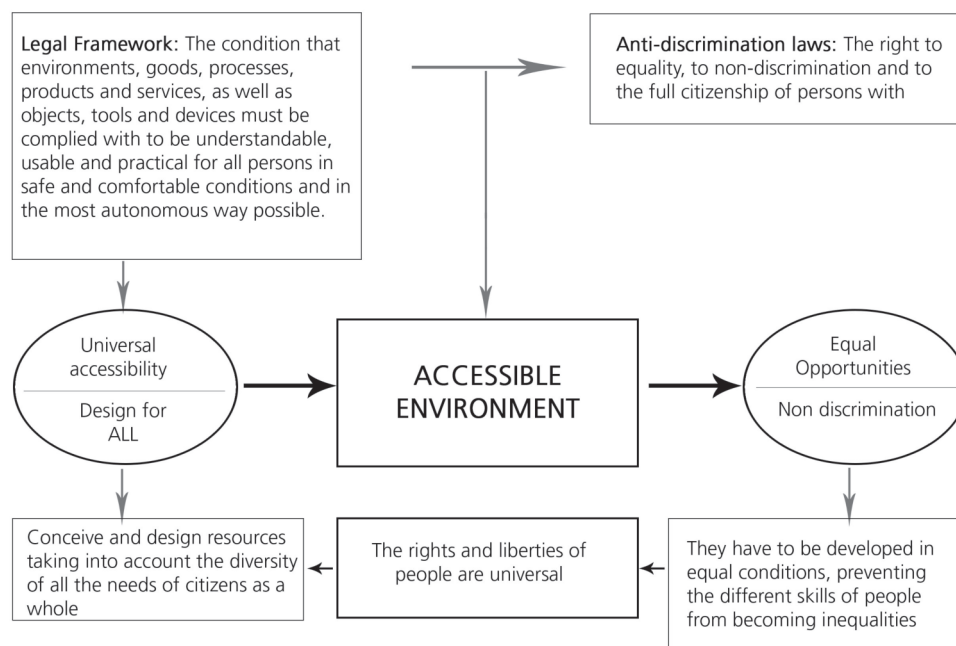 Legal Framework: The condition that
environments, goods, processes,
products and services, as well as
objects, tools and devices must be
complied with to be understandable,
usable and practical for all persons in
safe and comfortable conditions and in
the most autonomous way possible.
Anti-discrimination laws: The right to
equality, to non-discrimination and to
the full citizenship of persons with
Universal
accessibility
Design for
ALL
ACCESSIBLE
ENVIRONMENT
Equal
Opportunities
Non discrimination
Conceive and design resources
taking into account the diversity
of all the needs of citizens as a
whole
The rights and liberties of
people are universal
They have to be developed in
equal conditions, preventing
the different skills of people
from becoming inequalities